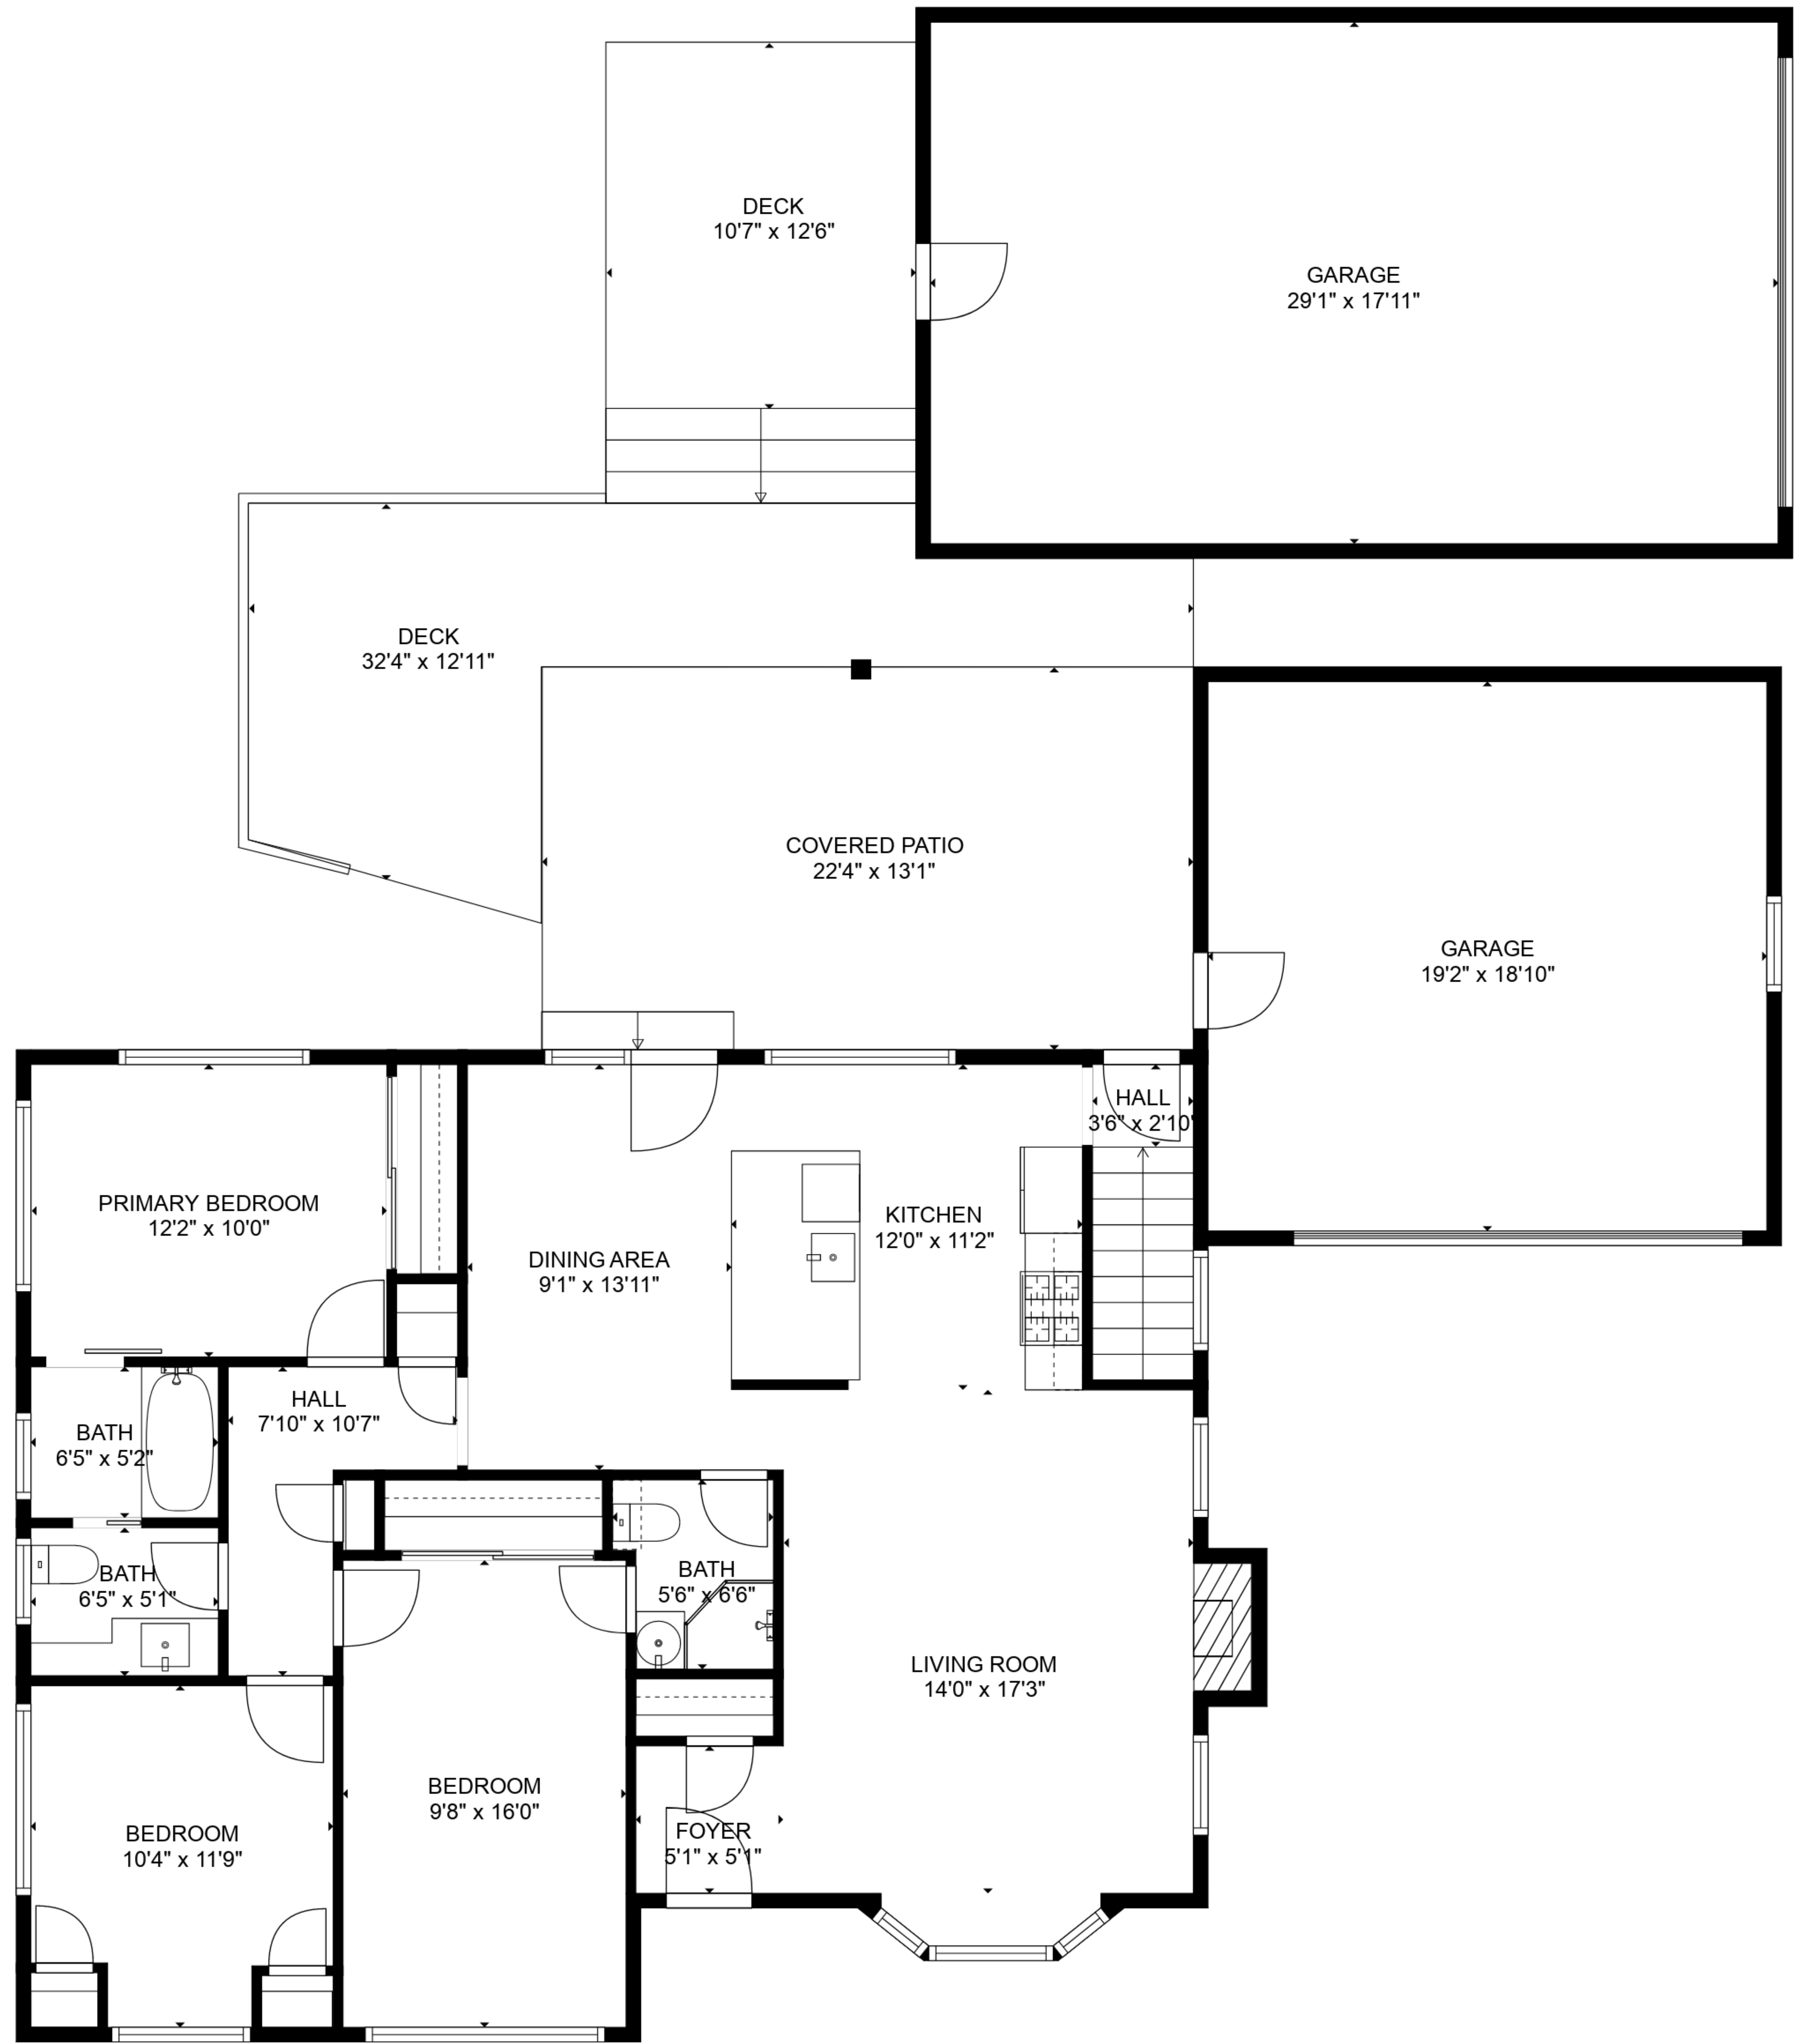 DECK
10'7" x 12'6"
GARAGE
29'1" x 17'11"
DECK
32'4" x 12'11"
COVERED PATIO
22'4" x 13'1"
GARAGE
19'2" x 18'10"
HALL
3'6" x 2'10"
PRIMARY BEDROOM
12'2" x 10'0"
KITCHEN
12'0" x 11'2"
DINING AREA
9'1" x 13'11"
HALL
7'10" x 10'7"
BATH
6'5" x 5'2"
BATH
6'5" x 5'1"
BATH
5'6" x 6'6"
LIVING ROOM
14'0" x 17'3"
BEDROOM
9'8" x 16'0"
FOYER
5'1" x 5'1"
BEDROOM
10'4" x 11'9"